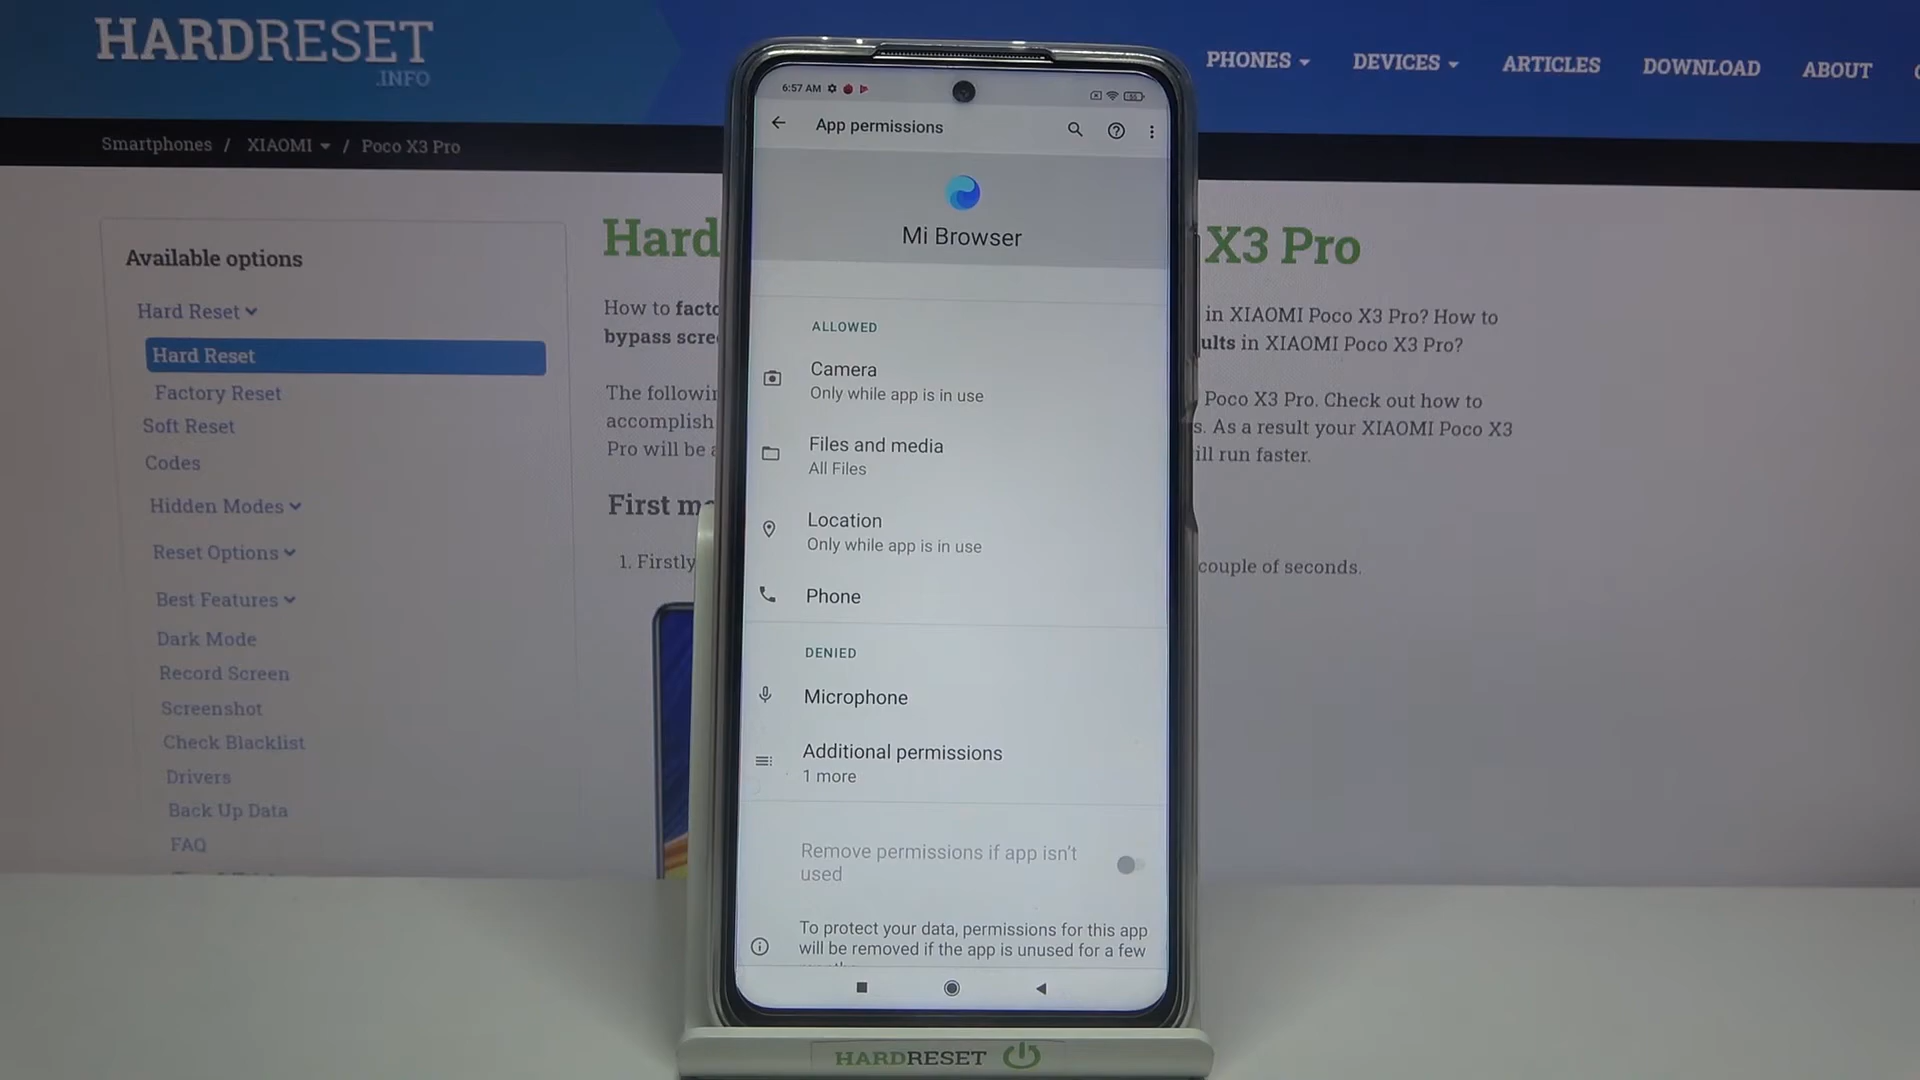 HARDRESET
.INFO
PHONES
DEVICES
ARTICLES
DOWNLOAD
ABOUT
Smartphones / XIAOMI / Poco X3 Pro
Available options
Hard Reset
Hard Reset
Factory Reset
Soft Reset
Codes
Hidden Modes
Reset Options
Best Features
Dark Mode
Record Screen
Screenshot
Check Blacklist
Drivers
Back Up Data
FAQ
Hard
X3 Pro
How to
in XIAOMI Poco X3 Pro? How to
bypass
in XIAOMI Poco X3 Pro?
The
Poco X3 Pro. Check out how to
accomplish
As a result your XIAOMI Poco X3
Pro will be
run faster.
First
1. Firstly
couple of seconds.
6:57 AM
App permissions
Mi Browser
ALLOWED
Camera
Only while app is in use
Files and media
All Files
Location
Only while app is in use
Phone
DENIED
Microphone
Additional permissions
1 more
Remove permissions if app isn't
used
To protect your data, permissions for this app
will be removed if the app is unused for a few
HARDRESET